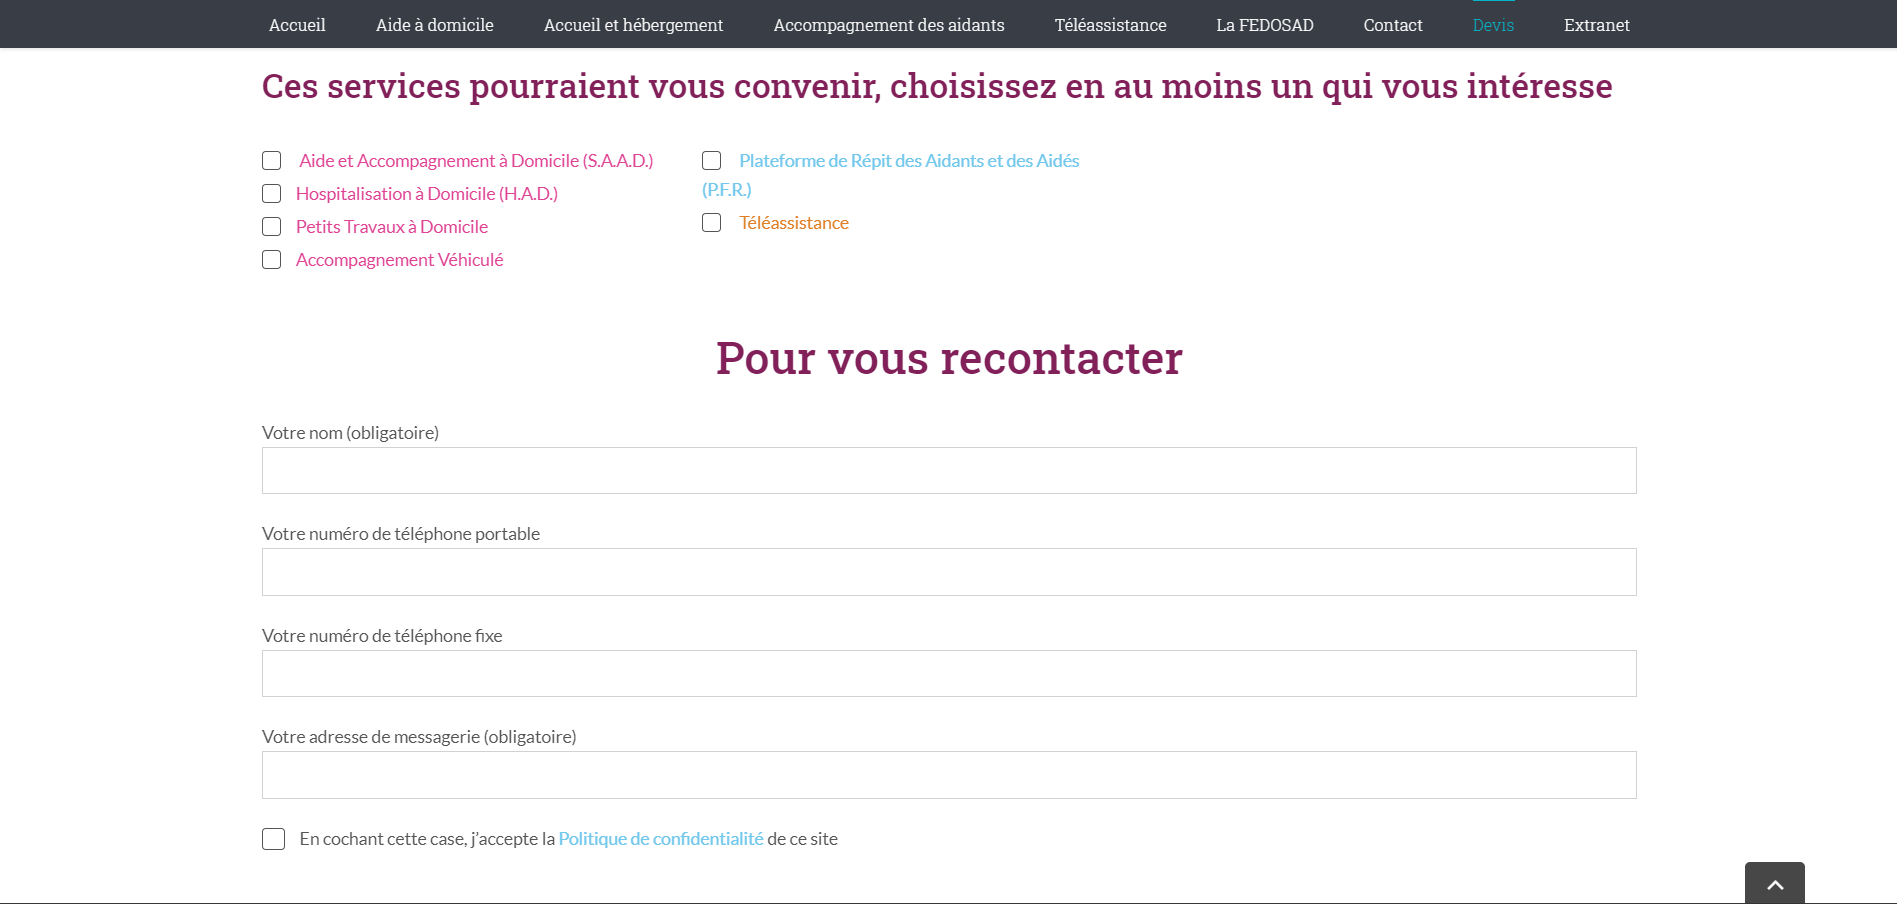 Accueil Aide à domicile Accueil et hébergement Accompagnement des aidants Téléassistance La FEDOSAD Contact Devis Extranet
Ces services pourraient vous convenir, choisissez en au moins un qui vous intéresse
Aide et Accompagnement à Domicile (S.A.A.D.)
Hospitalisation à Domicile (H.A.D.)
Petits Travaux à Domicile
Accompagnement Véhiculé
Plateforme de Répit des Aidants et des Aidés
(P.F.R.)
Téléassistance
Pour vous recontacter
Votre nom (obligatoire)
Votre numéro de téléphone portable
Votre numéro de téléphone fixe
Votre adresse de messagerie (obligatoire)
En cochant cette case, j’accepte la Politique de confidentialité de ce site